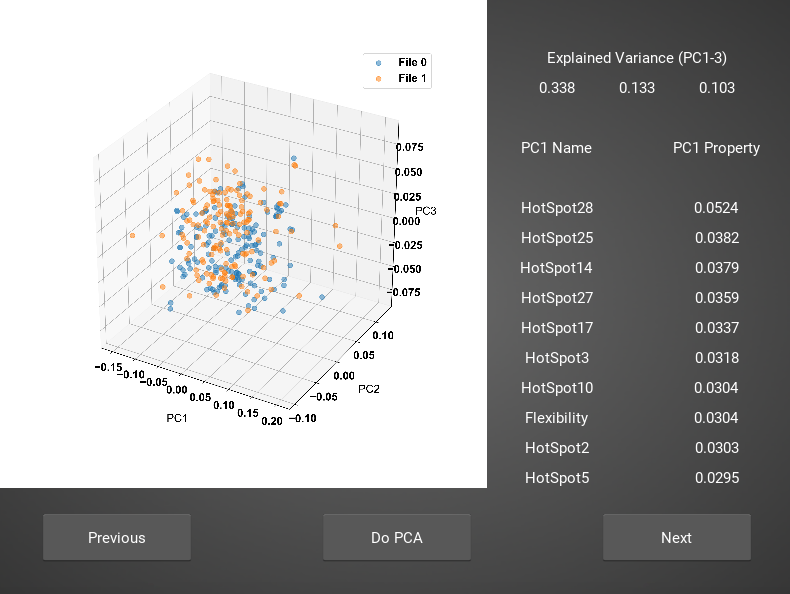 File 0
File 1
0.075
0.050
0.025
PC3
0.000
−0.025
−0.050
−0.075
0.10
0.05
0.00
−0.05
−0.10
PC2
−0.15
−0.10
−0.05
0.00
0.05
0.10
0.15
0.20
PC1
Explained Variance (PC1-3)
0.338 0.133 0.103
PC1 Name PC1 Property
HotSpot28 0.0524
HotSpot25 0.0382
HotSpot14 0.0379
HotSpot27 0.0359
HotSpot17 0.0337
HotSpot3 0.0318
HotSpot10 0.0304
Flexibility 0.0304
HotSpot2 0.0303
HotSpot5 0.0295
Previous Do PCA Next